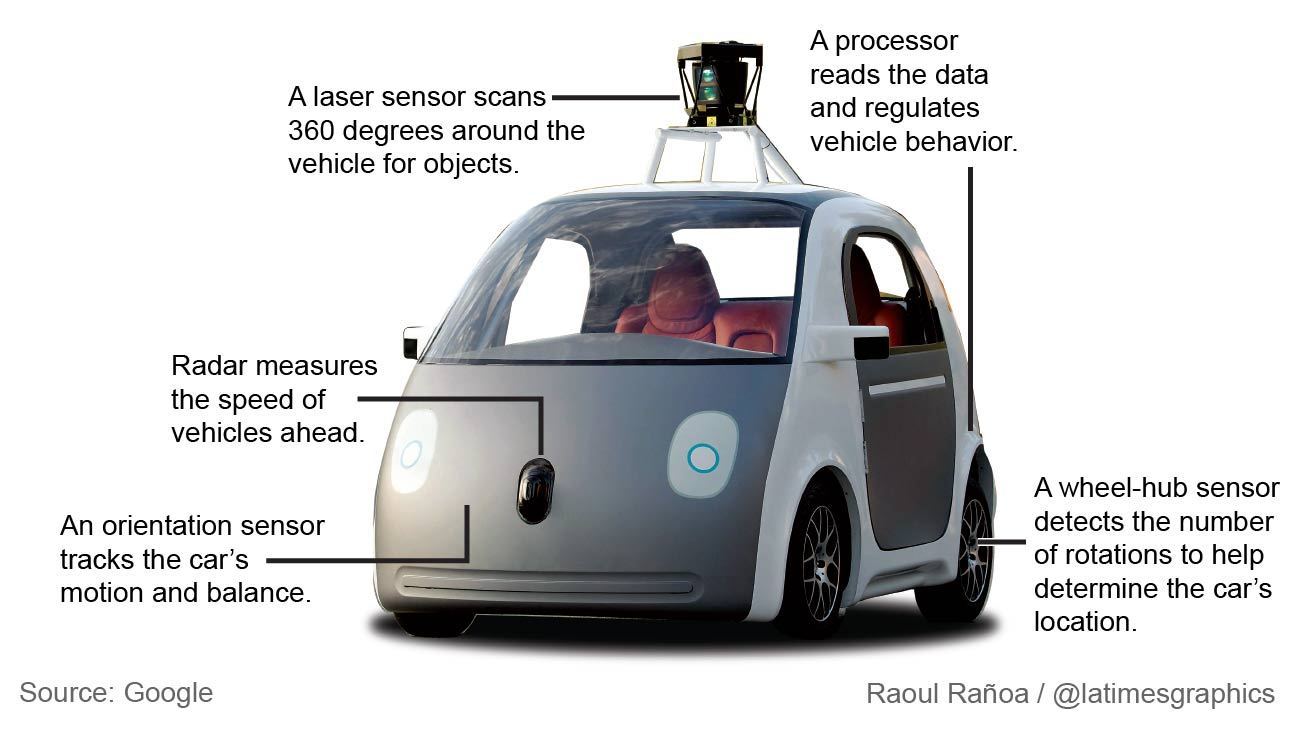 A laser sensor scans
360 degrees around the
vehicle for objects.
A processor
reads the data
and regulates
vehicle behavior.
Radar measures
the speed of
vehicles ahead.
An orientation sensor
tracks the car’s
motion and balance.
A wheel-hub sensor
detects the number
of rotations to help
determine the car’s
location.
Source: Google
Raoul Rañoa / @latimesgraphics